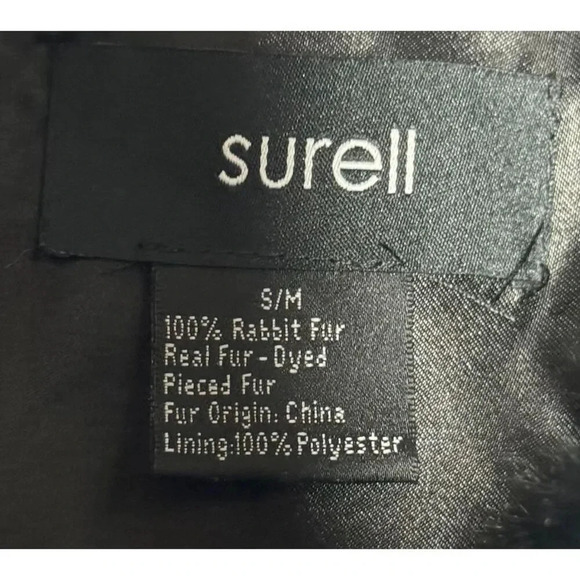 surell
S/M
100% Rabbit Fur
Real Fur-Dyed
Pieced Fur
Fur Origin: China
Lining:100% Polyester